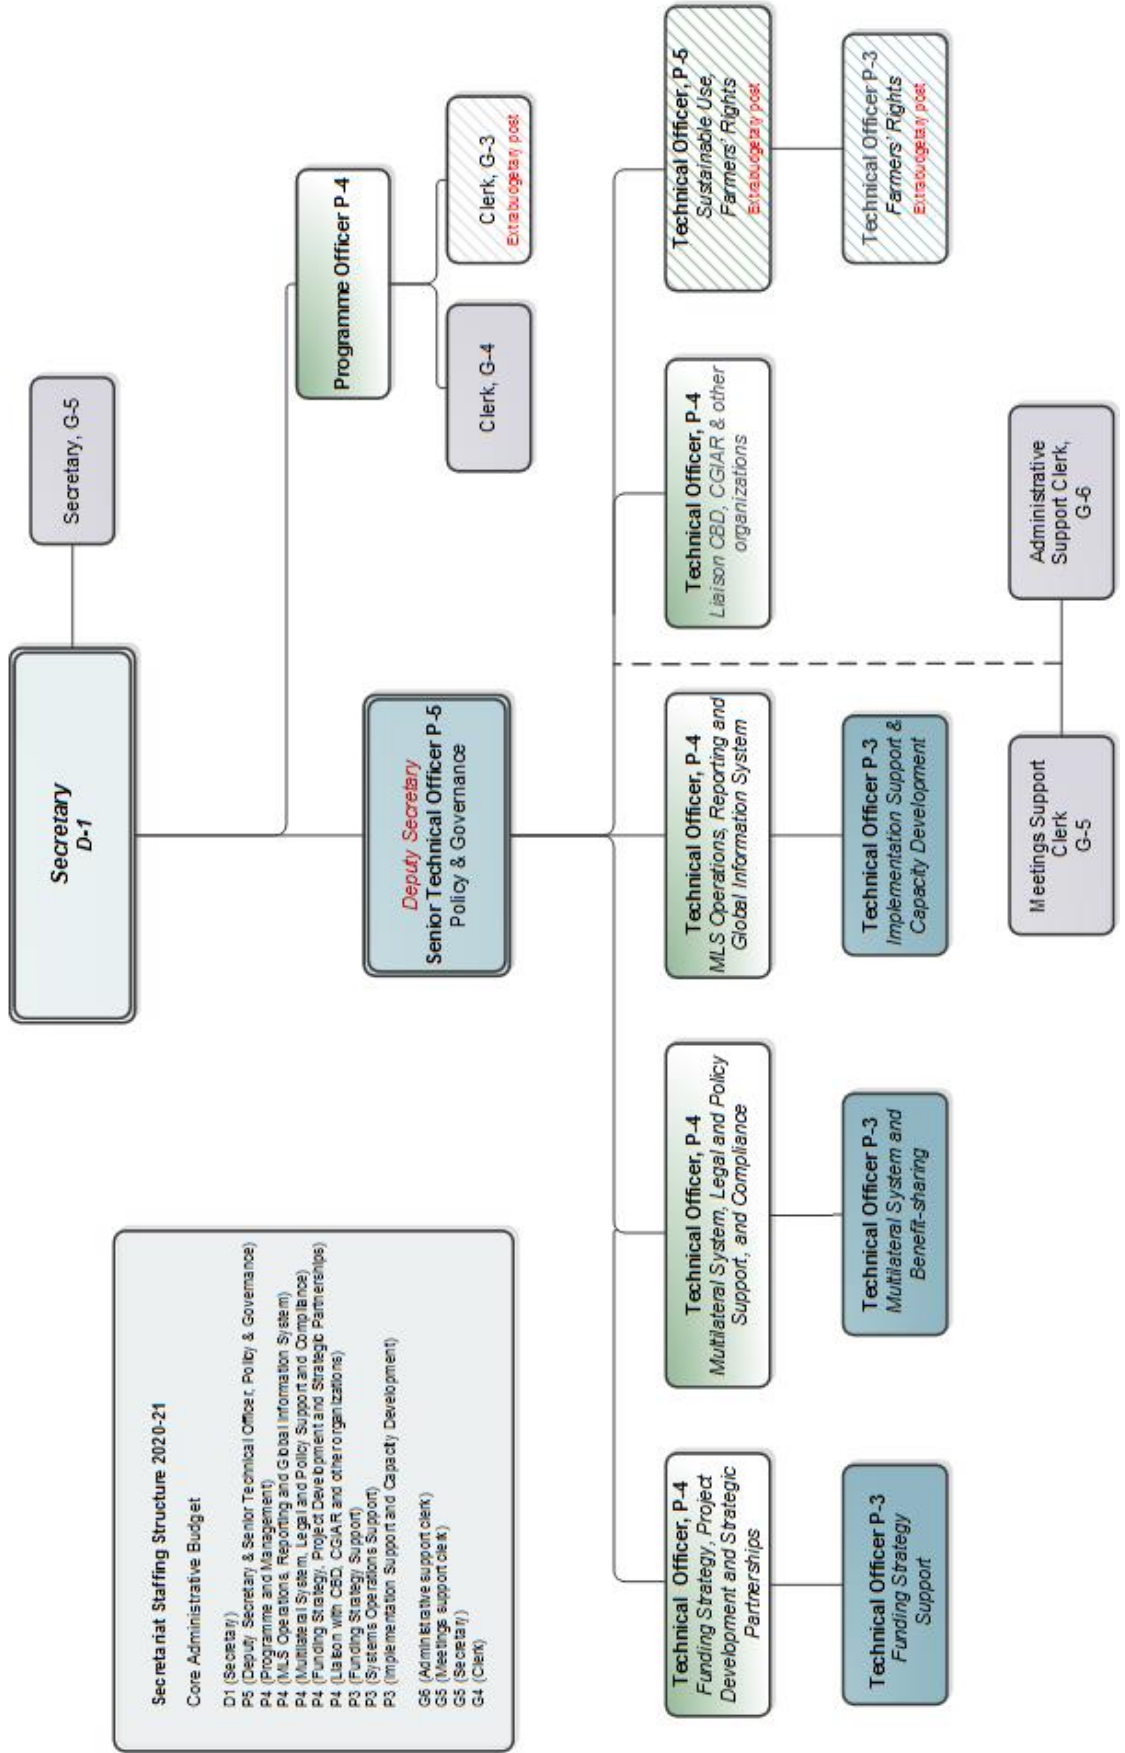 Secretary
D-1
Secretary, G-5
Programme Officer P-4
Clerk, G-4
Clerk, G-3
Extrabudgetary post
Deputy Secretary
Senior Technical Officer P-5
Policy & Governance
Technical Officer, P-4
Funding Strategy, Project
Development and Strategic
Partnerships
Technical Officer, P-4
Multilateral System, Legal and Policy
Support, and Compliance
Technical Officer, P-4
MLS Operations, Reporting and
Global Information System
Technical Officer, P-4
Liaison CBD, CGIAR & other
organizations
Technical Officer, P-5
Sustainable Use,
Farmers' Rights
Extrabudgetary post
Technical Officer P-3
Funding Strategy
Support
Technical Officer P-3
Multilateral System and
Benefit-sharing
Technical Officer P-3
Implementation Support &
Capacity Development
Technical Officer P-3
Farmers' Rights
Extrabudgetary post
Meetings Support
Clerk
G-5
Administrative
Support Clerk,
G-6
Secretariat Staffing Structure 2020-21
Core Administrative Budget
D1 (Secretary)
P5 (Deputy Secretary & Senior Technical Officer, Policy & Governance)
P4 (Programme and Management)
P4 (MLS Operations, Reporting and Global Information System)
P4 (Multilateral System, Legal and Policy Support and Compliance)
P4 (Funding Strategy, Project Development and Strategic Partnerships)
P4 (Liaison with CBD, CGIAR and other organizations)
P3 (Funding Strategy Support)
P3 (Systems Operations Support)
P3 (Implementation Support and Capacity Development)
G6 (Administrative support clerk)
G5 (Meetings support clerk)
G5 (Secretary)
G4 (Clerk)